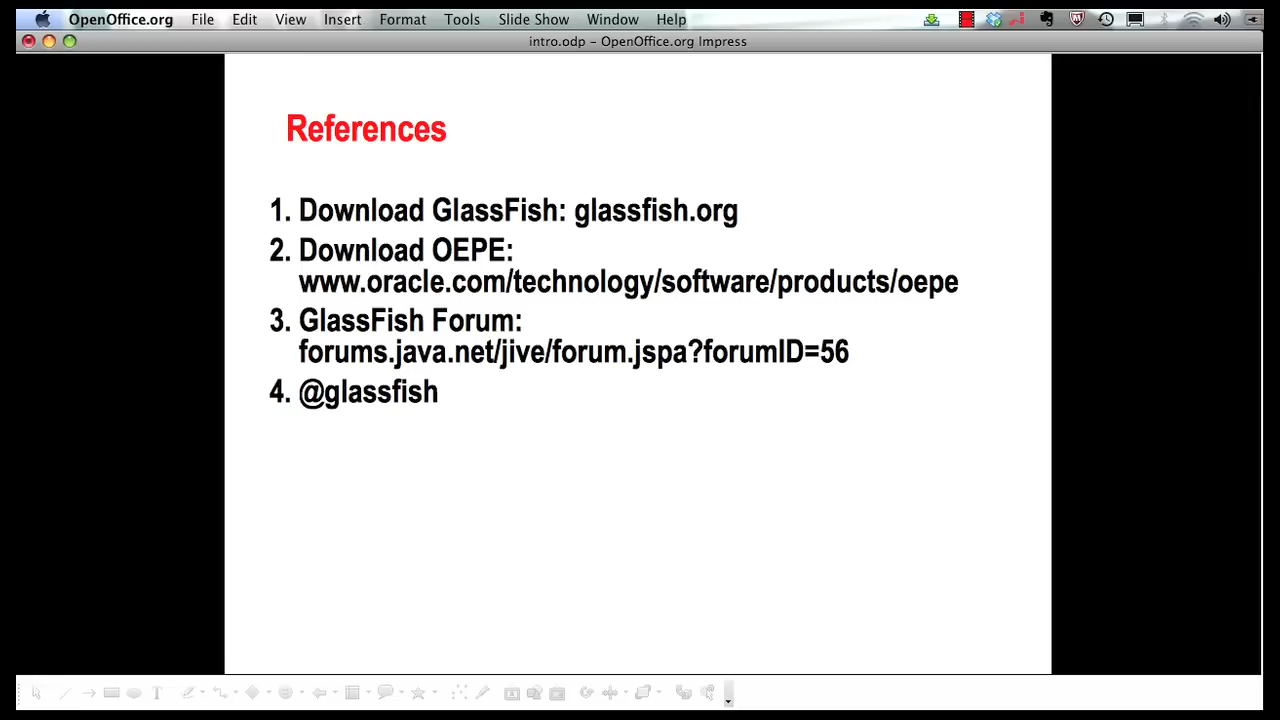 OpenOffice.org File Edit View Insert Format Tools Slide Show Window Help
intro.odp – OpenOffice.org Impress
References
1. Download GlassFish: glassfish.org
2. Download OEPE:
www.oracle.com/technology/software/products/oepe
3. GlassFish Forum:
forums.java.net/jive/forum.jspa?forumID=56
4. @glassfish